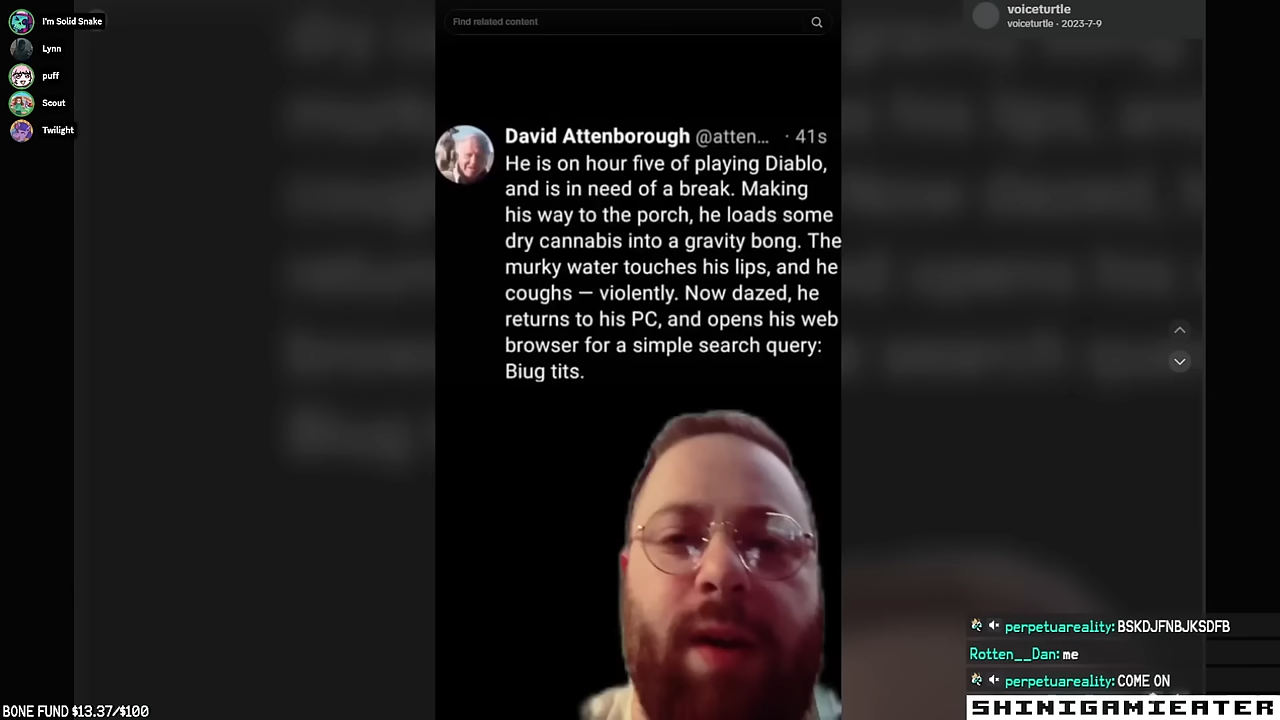 I'm Solid Snake
Lynn
puff
Scout
Twilight
Find related content
voiceturtle
voiceturtle · 2023-7-9
David Attenborough @atten... · 41s
He is on hour five of playing Diablo,
and is in need of a break. Making
his way to the porch, he loads some
dry cannabis into a gravity bong. The
murky water touches his lips, and he
coughs — violently. Now dazed, he
returns to his PC, and opens his web
browser for a simple search query:
Biug tits.
perpetuareality: BSKDJFNBJKSDFB
Rotten__Dan: me
perpetuareality: COME ON
SHINIGAMIEATER
BONE FUND $13.37/$100